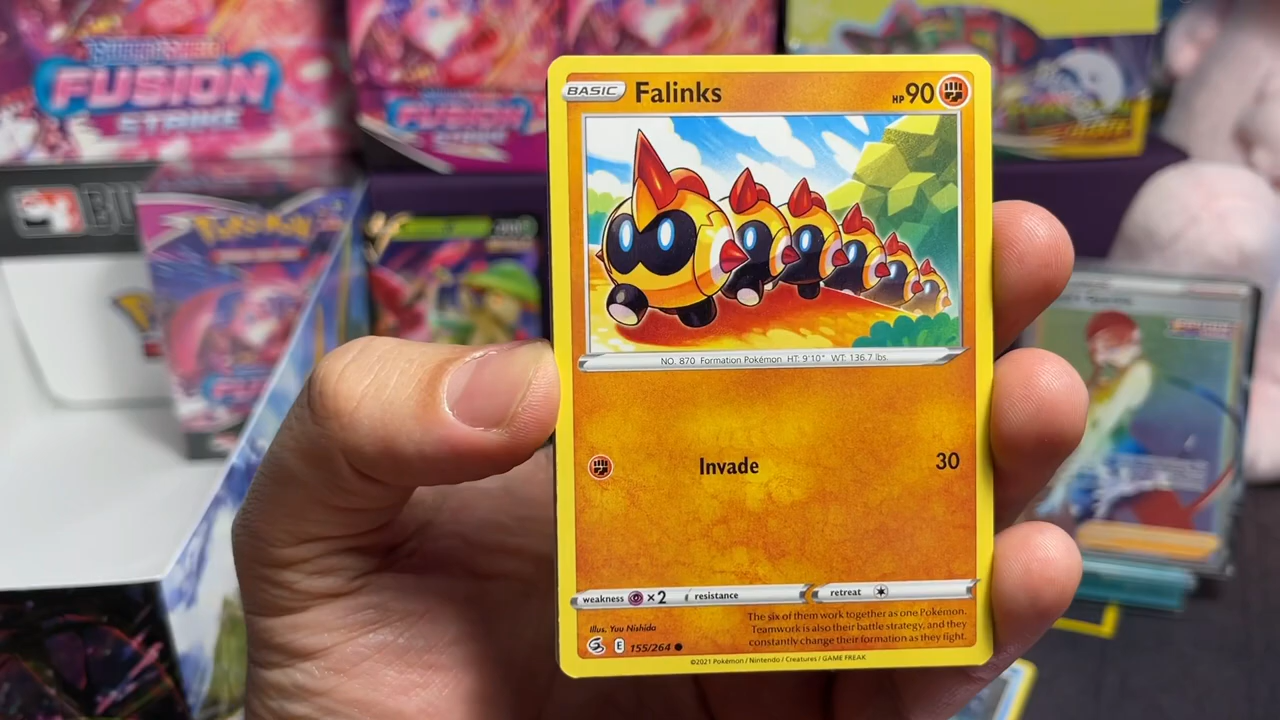 FUSION
STRIKE
FUSION
STRIKE
BU
Pokémon
BASIC Falinks HP 90
NO. 870 Formation Pokémon HT: 9'10" WT: 136.7 lbs.
Invade 30
weakness ×2 resistance retreat
Illus. Yuu Nishida
The six of them work together as one Pokémon.
Teamwork is also their battle strategy, and they
constantly change their formation as they fight.
E 155/264
©2021 Pokémon / Nintendo / Creatures / GAME FREAK